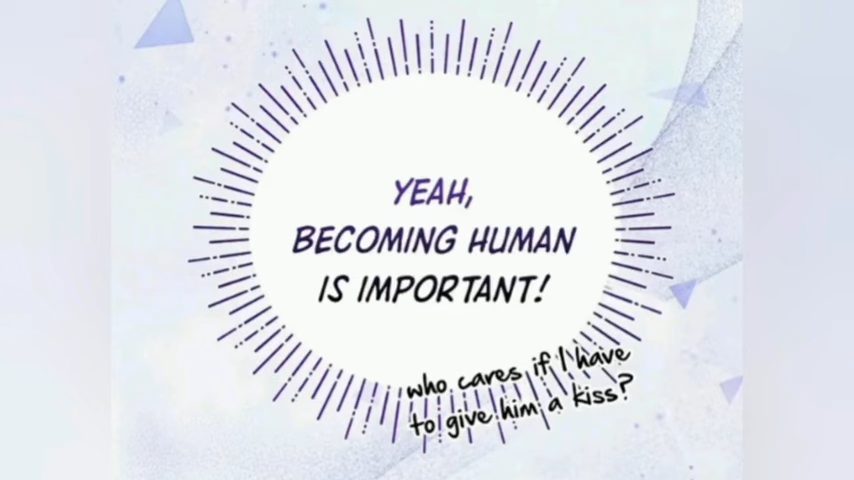 YEAH,
BECOMING HUMAN
IS IMPORTANT!
who cares if I have
to give him a kiss?